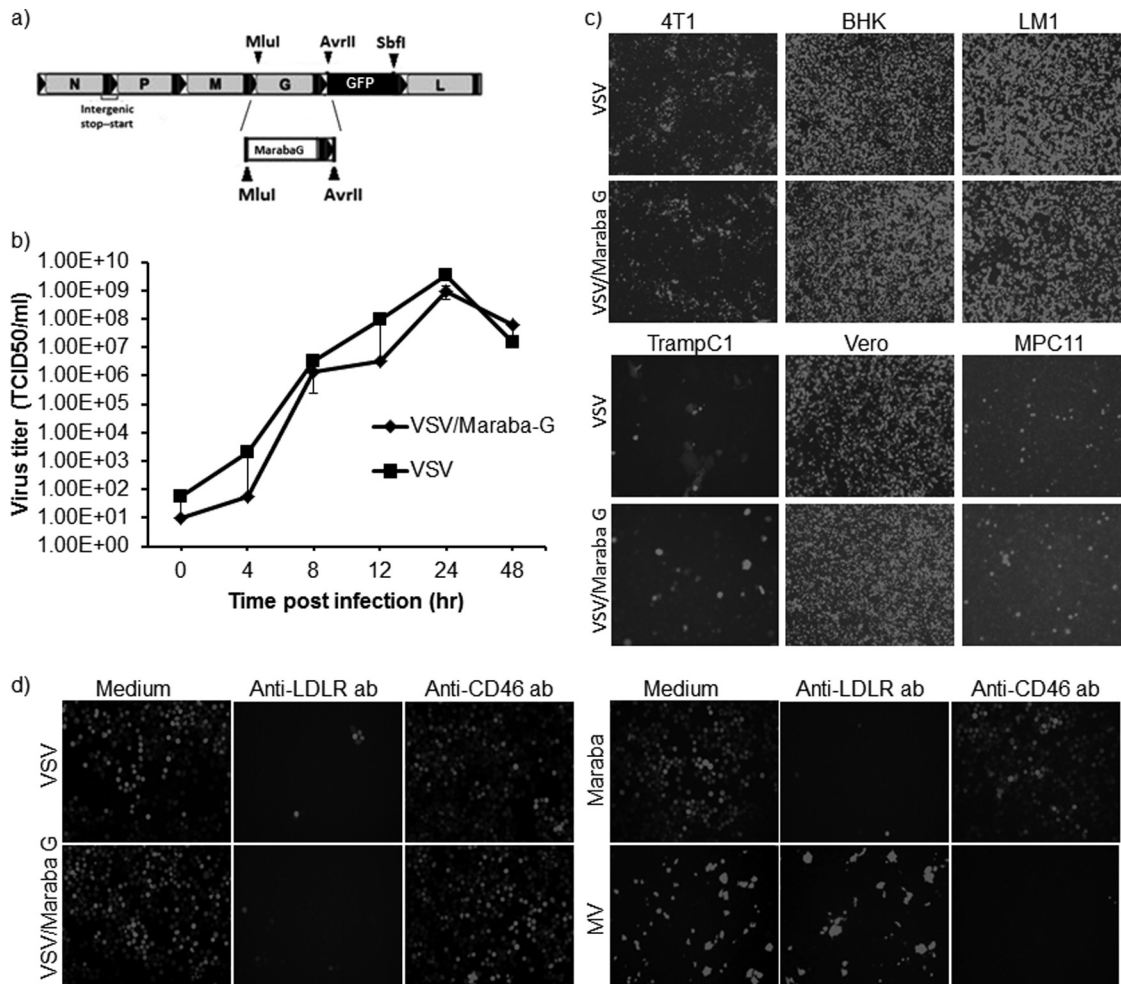 a)
MluI AvrII SbfI
N P M G GFP L
Intergenic
stop–start
MarabaG
MluI AvrII
b)
Virus titer (TCID50/ml)
1.00E+10
1.00E+09
1.00E+08
1.00E+07
1.00E+06
1.00E+05
1.00E+04
1.00E+03
1.00E+02
1.00E+01
1.00E+00
VSV/Maraba-G
VSV
0 4 8 12 24 48
Time post infection (hr)
c)
4T1 BHK LM1
VSV
VSV/Maraba G
TrampC1 Vero MPC11
VSV
VSV/Maraba G
d)
Medium Anti-LDLR ab Anti-CD46 ab
VSV
VSV/Maraba G
Medium Anti-LDLR ab Anti-CD46 ab
Maraba
MV